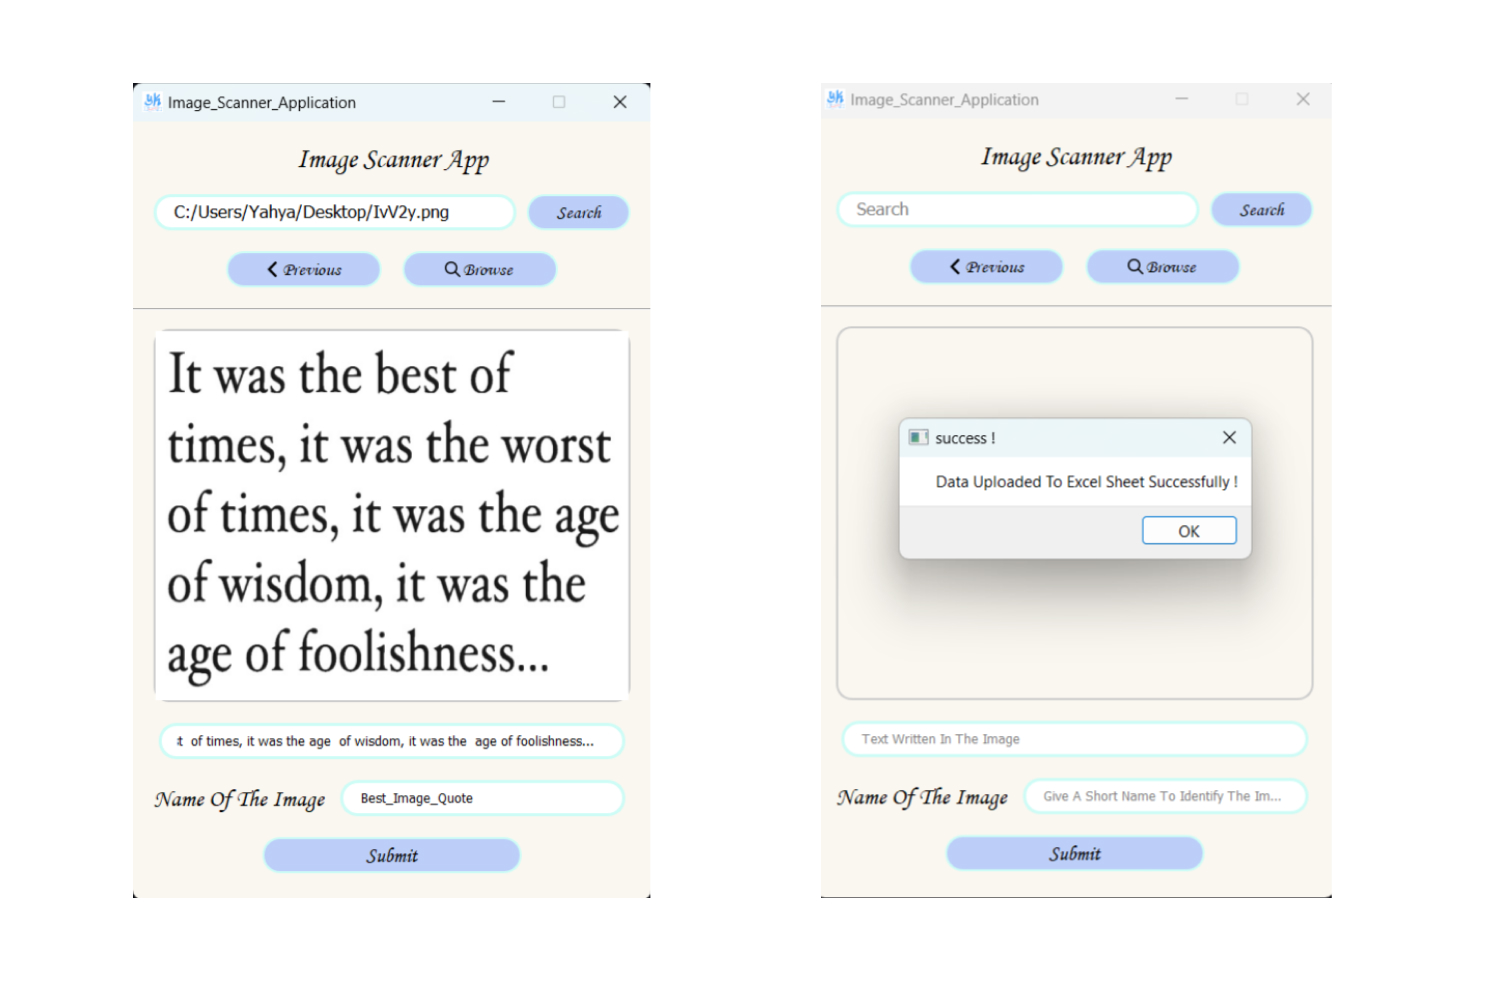 Image_Scanner_Application
Image Scanner App
C:/Users/Yahya/Desktop/IvV2y.png
Search
Previous
Browse
It was the best of
times, it was the worst
of times, it was the age
of wisdom, it was the
age of foolishness...
of times, it was the age  of wisdom, it was the  age of foolishness...
Name Of The Image
Best_Image_Quote
Submit
Image_Scanner_Application
Image Scanner App
Search
Search
Previous
Browse
success !
Data Uploaded To Excel Sheet Successfully !
OK
Text Written In The Image
Name Of The Image
Give A Short Name To Identify The Im...
Submit